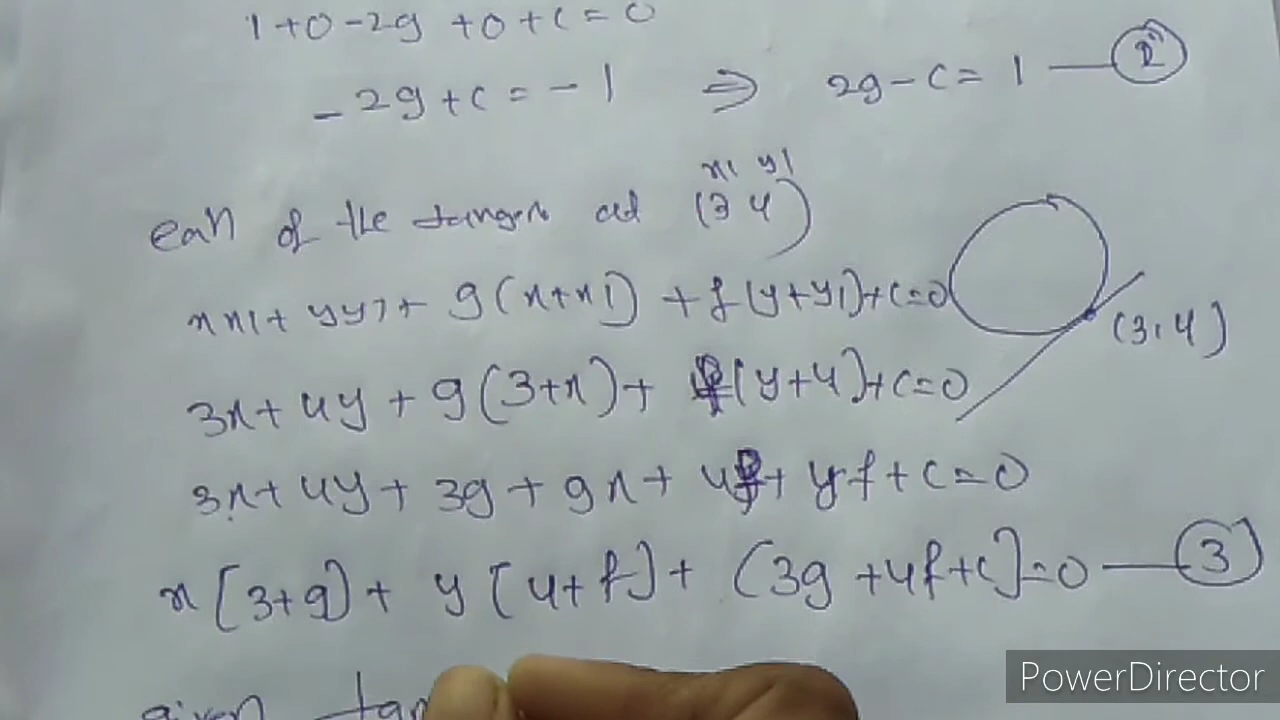 1+0-2g+0+c=0
-2g+c=-1 ⇒ 2g-c=1 — (2)
x1 y1
eqn of the tangent at (3 4)
xx1+yy1+g(x+x1)+f(y+y1)+c=0
(3,4)
3x+4y+g(3+x)+f(y+4)+c=0
3x+4y+3g+gx+4f+yf+c=0
x[3+g]+y[4+f]+(3g+4f+c)=0 — (3)
given tan
PowerDirector